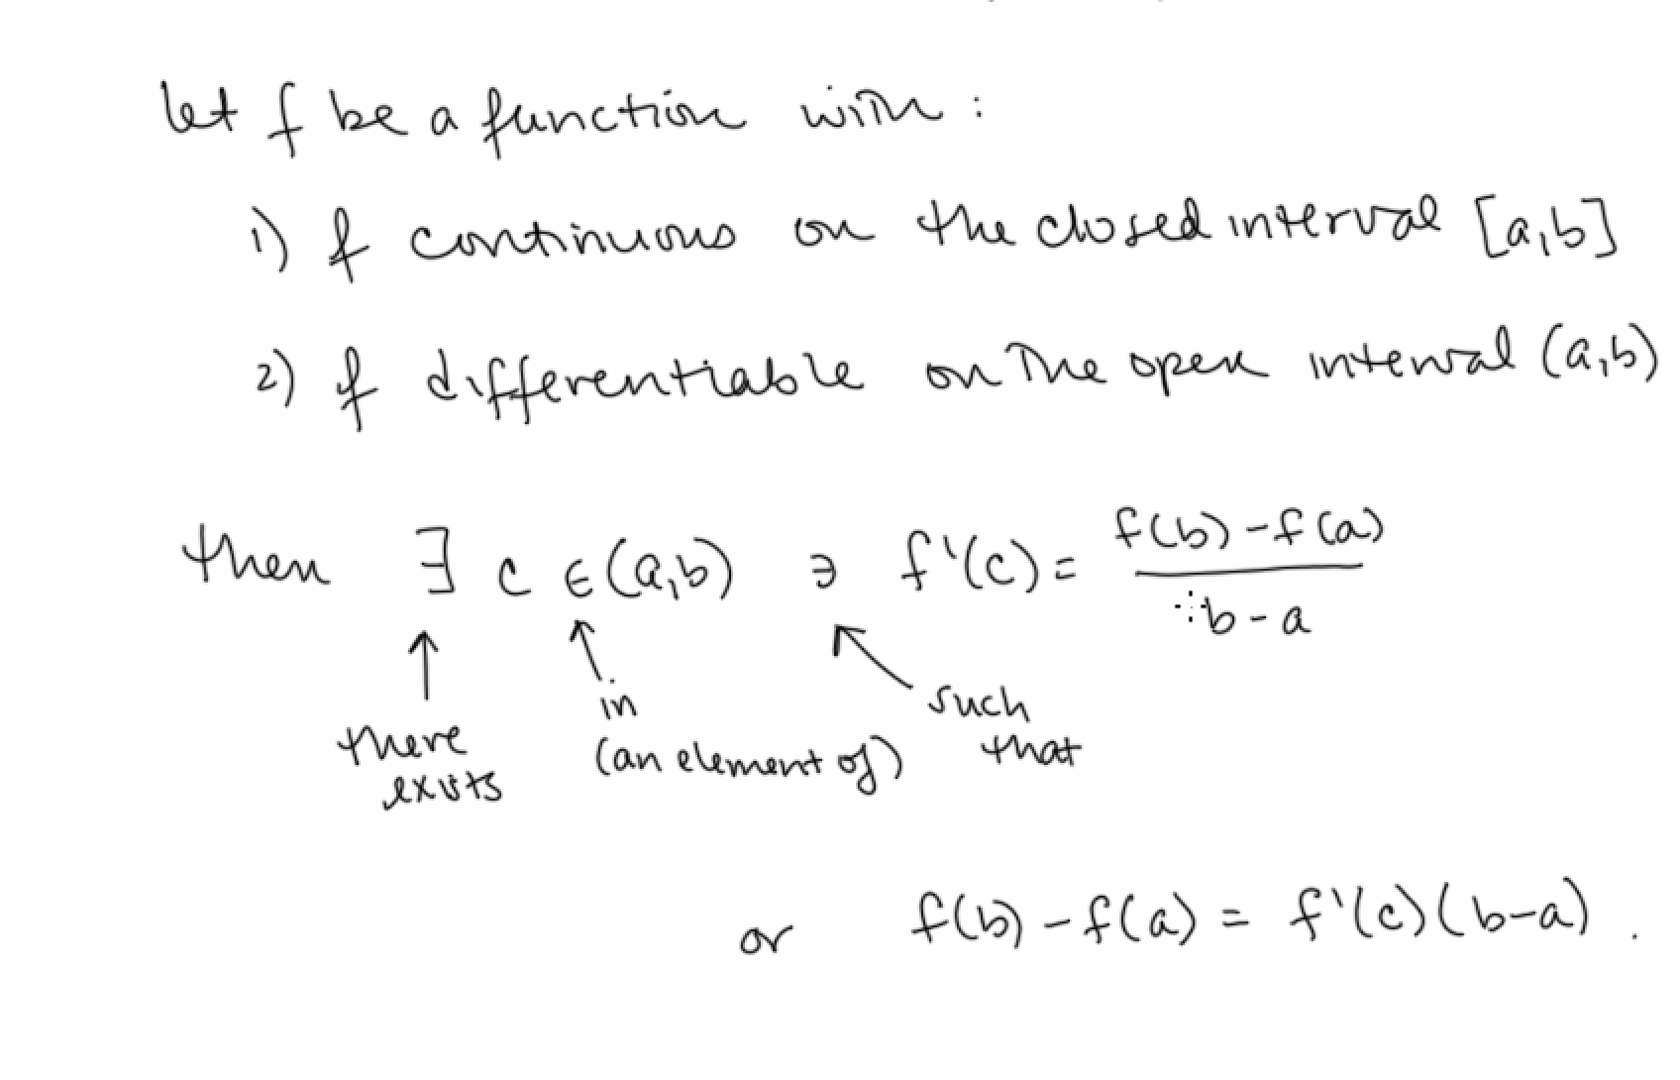 let f be a function with:
1) f continuous on the closed interval [a,b]
2) f differentiable on the open interval (a,b)
then ∃ c ∈ (a,b) ∋ f'(c) = (f(b) - f(a)) / (b - a)
there exists
in (an element of)
such that
or f(b) - f(a) = f'(c)(b-a).